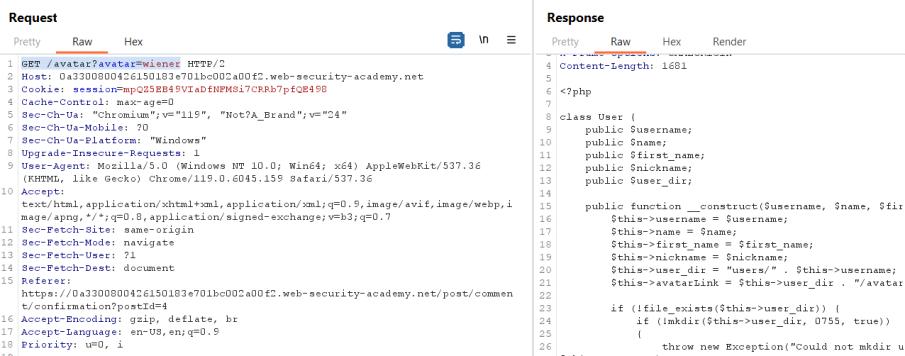 Request
Pretty Raw Hex \n
1 GET /avatar?avatar=wiener HTTP/2
2 Host: 0a3300800426150183e701bc002a00f2.web-security-academy.net
3 Cookie: session=mpQZ5EB49VIaDfNFMSi7CRRb7pfQE498
4 Cache-Control: max-age=0
5 Sec-Ch-Ua: "Chromium";v="119", "Not?A_Brand";v="24"
6 Sec-Ch-Ua-Mobile: ?0
7 Sec-Ch-Ua-Platform: "Windows"
8 Upgrade-Insecure-Requests: 1
9 User-Agent: Mozilla/5.0 (Windows NT 10.0; Win64; x64) AppleWebKit/537.36
(KHTML, like Gecko) Chrome/119.0.6045.159 Safari/537.36
10 Accept:
text/html,application/xhtml+xml,application/xml;q=0.9,image/avif,image/webp,i
mage/apng,*/*;q=0.8,application/signed-exchange;v=b3;q=0.7
11 Sec-Fetch-Site: same-origin
12 Sec-Fetch-Mode: navigate
13 Sec-Fetch-User: ?1
14 Sec-Fetch-Dest: document
15 Referer:
https://0a3300800426150183e701bc002a00f2.web-security-academy.net/post/commen
t/confirmation?postId=4
16 Accept-Encoding: gzip, deflate, br
17 Accept-Language: en-US,en;q=0.9
18 Priority: u=0, i
Response
Pretty Raw Hex Render
4 Content-Length: 1681
5
6 <?php
7
8 class User {
9 public $username;
10 public $name;
11 public $first_name;
12 public $nickname;
13 public $user_dir;
14
15 public function __construct($username, $name, $fir
16 $this->username = $username;
17 $this->name = $name;
18 $this->first_name = $first_name;
19 $this->nickname = $nickname;
20 $this->user_dir = "users/" . $this->username;
21 $this->avatarLink = $this->user_dir . "/avatar
22
23 if (!file_exists($this->user_dir)) {
24 if (!mkdir($this->user_dir, 0755, true))
25 {
26 throw new Exception("Could not mkdir u